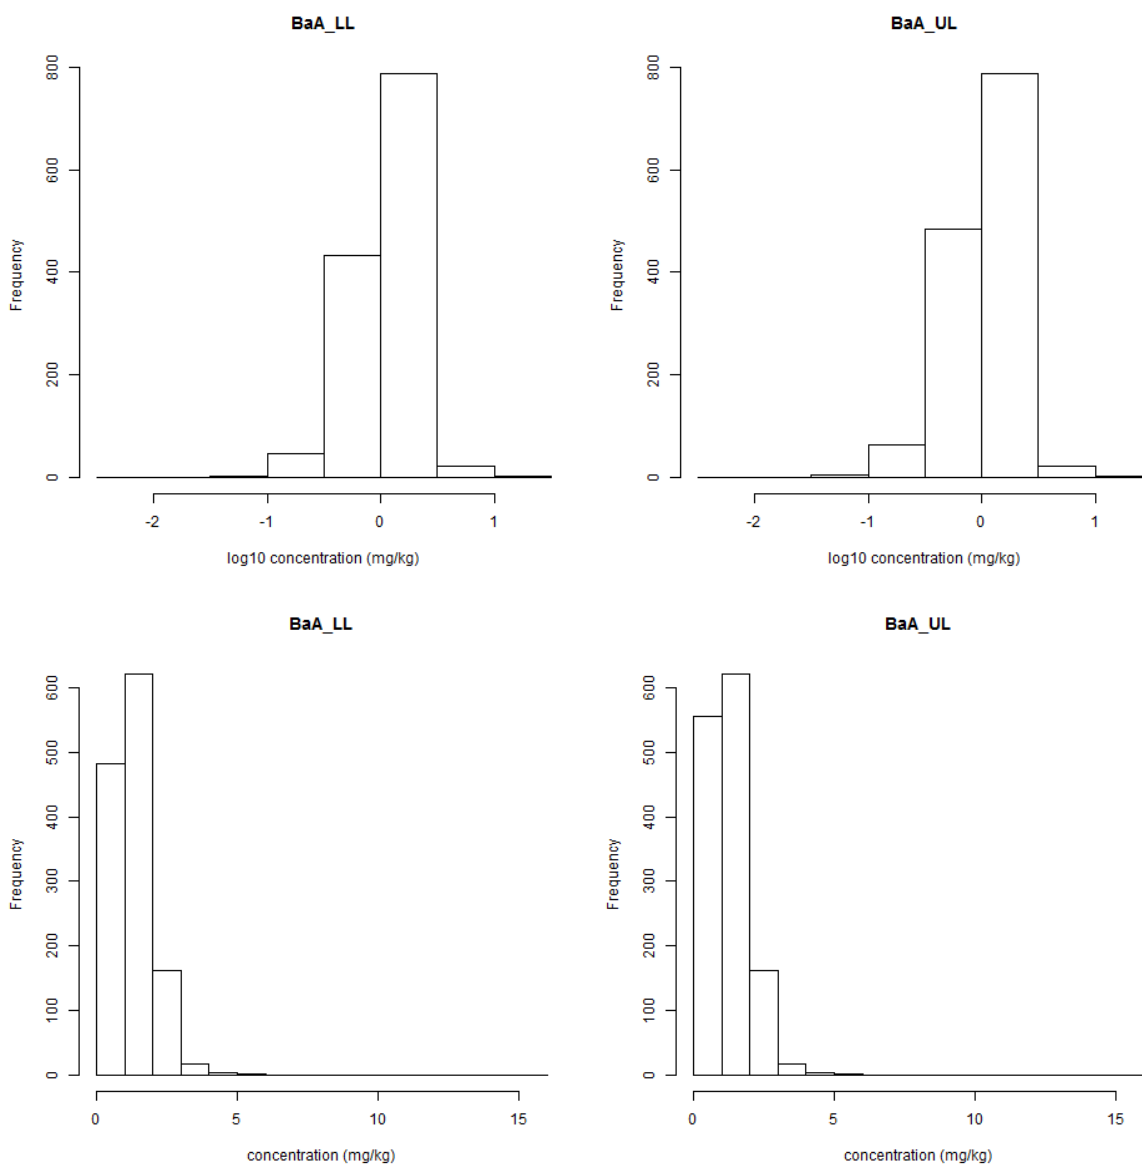 BaA_LL
Frequency
0 200 400 600 800
-2 -1 0 1
log10 concentration (mg/kg)
BaA_UL
Frequency
0 200 400 600 800
-2 -1 0 1
log10 concentration (mg/kg)
BaA_LL
Frequency
0 100 200 300 400 500 600
0 5 10 15
concentration (mg/kg)
BaA_UL
Frequency
0 100 200 300 400 500 600
0 5 10 15
concentration (mg/kg)